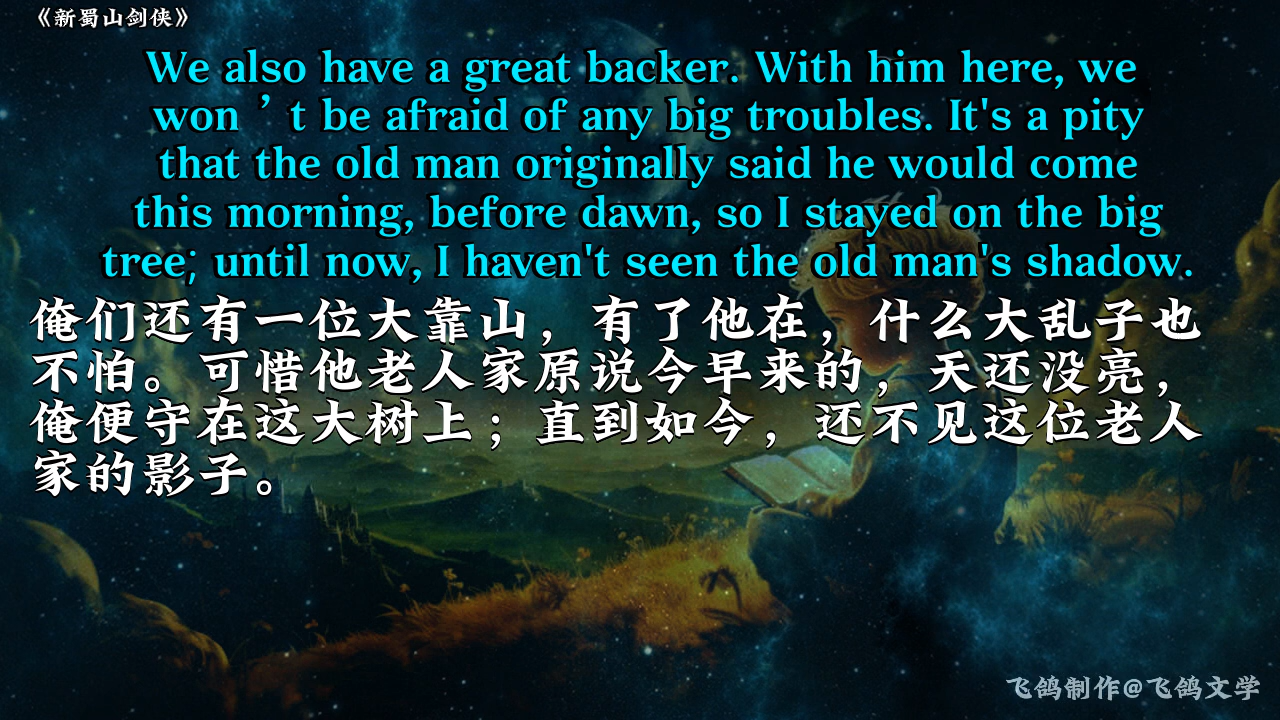 《新蜀山剑侠》
We also have a great backer. With him here, we
won ’ t be afraid of any big troubles. It's a pity
that the old man originally said he would come
this morning, before dawn, so I stayed on the big
tree; until now, I haven't seen the old man's shadow.
俺们还有一位大靠山，有了他在，什么大乱子也
不怕。可惜他老人家原说今早来的，天还没亮，
俺便守在这大树上；直到如今，还不见这位老人
家的影子。
飞鸽制作@飞鸽文学